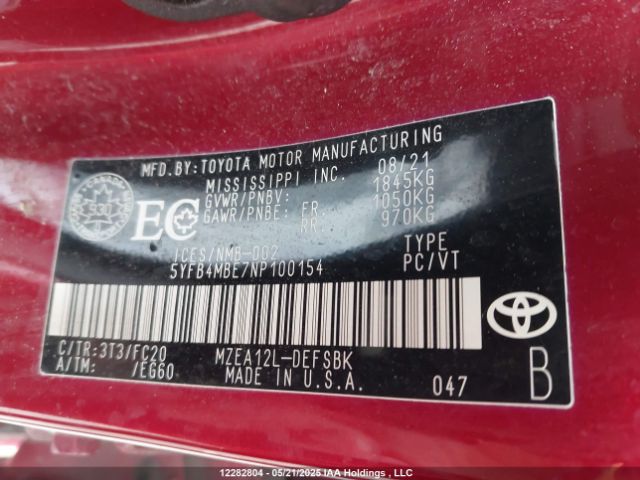 MFD.BY:TOYOTA MOTOR MANUFACTURING
MISSISSIPPI INC. 08/21
GVWR/PNBV: 1845KG
GAWR/PNBE: FR 1050KG
RR: 970KG
930
EC
ICES/NMB-002
5YFB4MBE7NP100154
TYPE
PC/VT
C/TR:3T3/FC20
A/TM: /EG60
MZEA12L-DEFSBK
MADE IN U.S.A.
047
B
12282804 - 05/21/2025 IAA Holdings , LLC